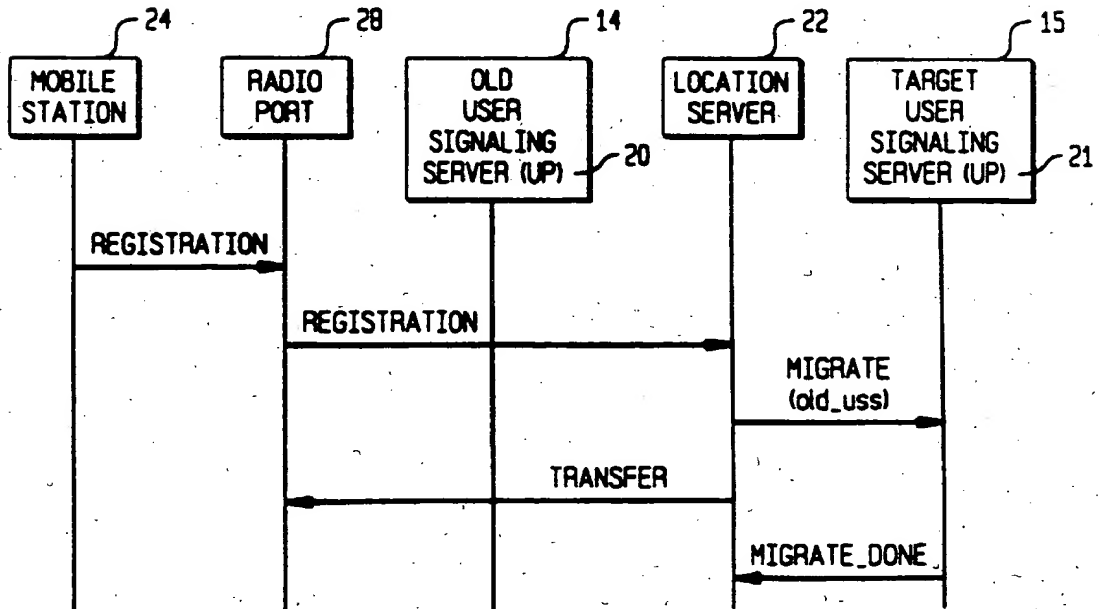 24
28
14
22
15
MOBILE
STATION
RADIO
PORT
OLD
USER
SIGNALING
SERVER (UP)
20
LOCATION
SERVER
TARGET
USER
SIGNALING
SERVER (UP)
21
REGISTRATION
REGISTRATION
MIGRATE
(old_uss)
TRANSFER
MIGRATE_DONE